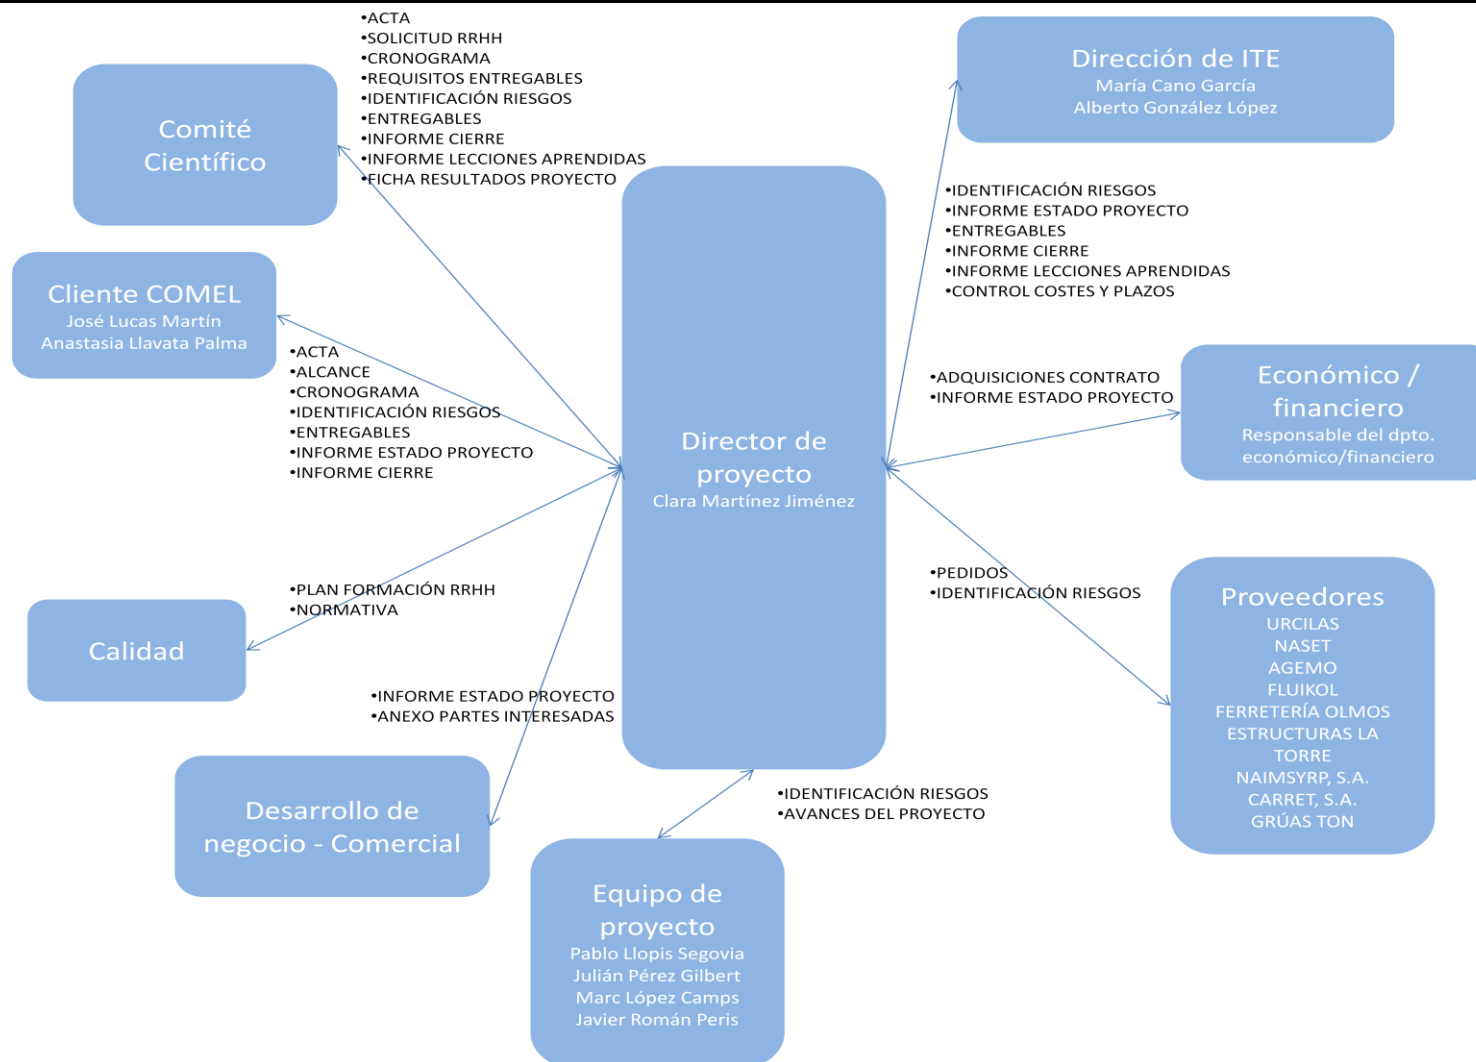 •ACTA
•SOLICITUD RRHH
•CRONOGRAMA
•REQUISITOS ENTREGABLES
•IDENTIFICACIÓN RIESGOS
•ENTREGABLES
•INFORME CIERRE
•INFORME LECCIONES APRENDIDAS
•FICHA RESULTADOS PROYECTO
Comité
Científico
Dirección de ITE
María Cano García
Alberto González López
•IDENTIFICACIÓN RIESGOS
•INFORME ESTADO PROYECTO
•ENTREGABLES
•INFORME CIERRE
•INFORME LECCIONES APRENDIDAS
•CONTROL COSTES Y PLAZOS
Cliente COMEL
José Lucas Martín
Anastasia Llavata Palma
•ACTA
•ALCANCE
•CRONOGRAMA
•IDENTIFICACIÓN RIESGOS
•ENTREGABLES
•INFORME ESTADO PROYECTO
•INFORME CIERRE
Director de
proyecto
Clara Martínez Jiménez
•ADQUISICIONES CONTRATO
•INFORME ESTADO PROYECTO
Económico /
financiero
Responsable del dpto.
económico/financiero
•PLAN FORMACIÓN RRHH
•NORMATIVA
Calidad
•PEDIDOS
•IDENTIFICACIÓN RIESGOS
Proveedores
URCILAS
NASET
AGEMO
FLUIKOL
FERRETERÍA OLMOS
ESTRUCTURAS LA
TORRE
NAIMSYRP, S.A.
CARRET, S.A.
GRÚAS TON
•INFORME ESTADO PROYECTO
•ANEXO PARTES INTERESADAS
Desarrollo de
negocio - Comercial
•IDENTIFICACIÓN RIESGOS
•AVANCES DEL PROYECTO
Equipo de
proyecto
Pablo Llopis Segovia
Julián Pérez Gilbert
Marc López Camps
Javier Román Peris